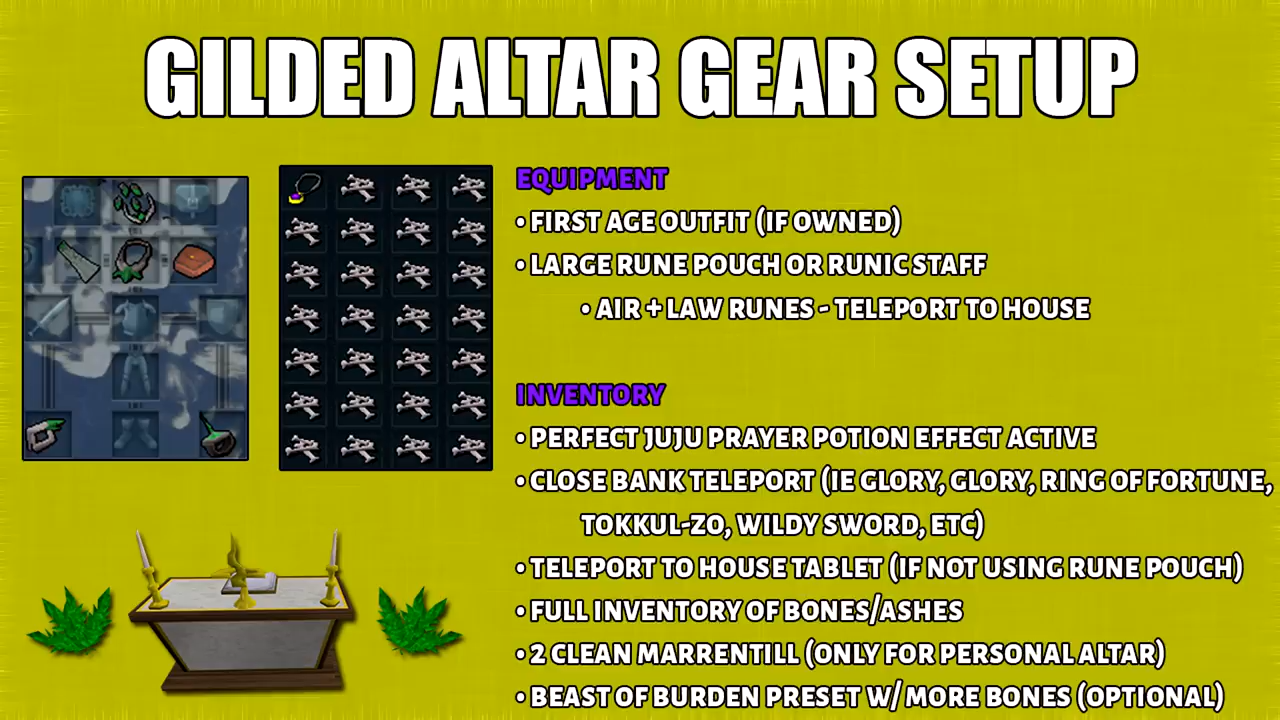 GILDED ALTAR GEAR SETUP
EQUIPMENT
• FIRST AGE OUTFIT (IF OWNED)
• LARGE RUNE POUCH OR RUNIC STAFF
• AIR + LAW RUNES - TELEPORT TO HOUSE
INVENTORY
• PERFECT JUJU PRAYER POTION EFFECT ACTIVE
• CLOSE BANK TELEPORT (IE GLORY, GLORY, RING OF FORTUNE,
TOKKUL-ZO, WILDY SWORD, ETC)
• TELEPORT TO HOUSE TABLET (IF NOT USING RUNE POUCH)
• FULL INVENTORY OF BONES/ASHES
• 2 CLEAN MARRENTILL (ONLY FOR PERSONAL ALTAR)
• BEAST OF BURDEN PRESET W/ MORE BONES (OPTIONAL)